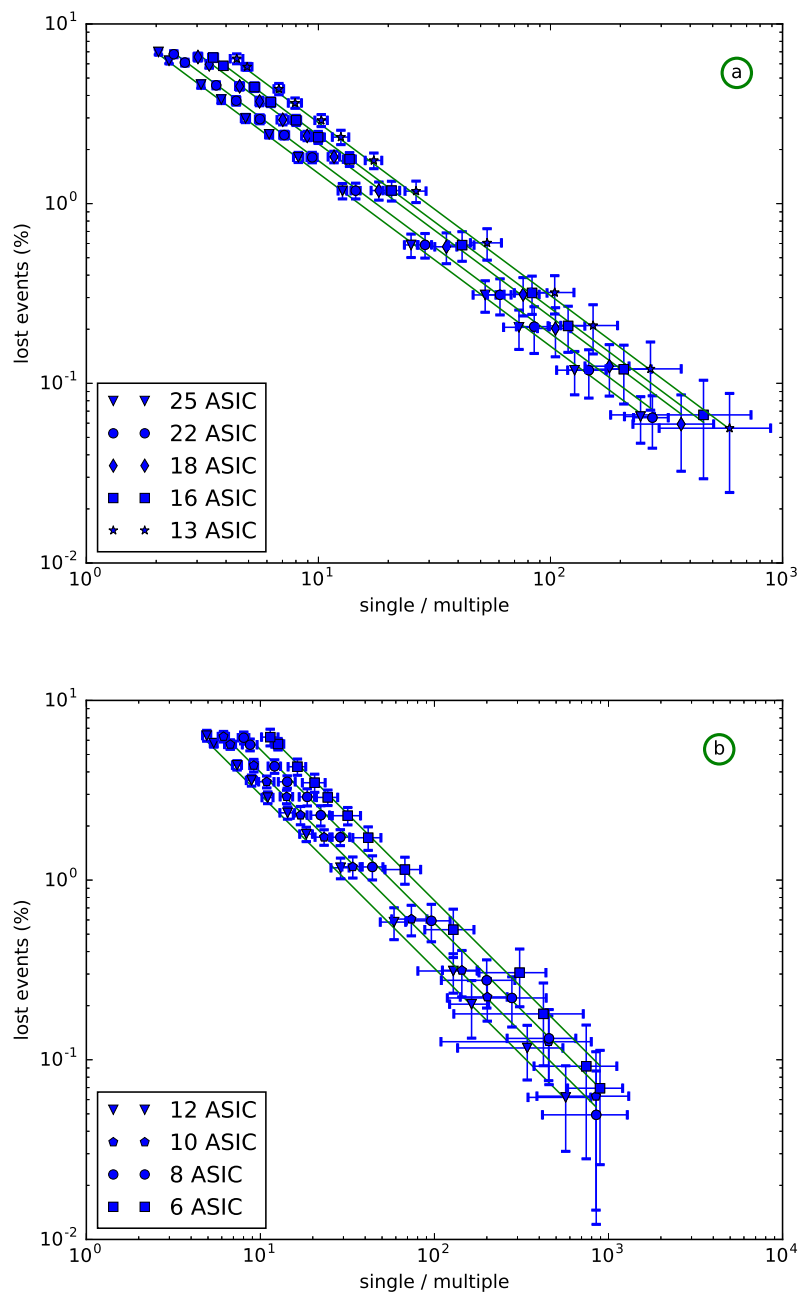 10^1
a
10^0
lost events (%)
10^-1
25 ASIC
22 ASIC
18 ASIC
16 ASIC
13 ASIC
10^-2
10^0 10^1 10^2 10^3
single / multiple
10^1
b
10^0
lost events (%)
10^-1
12 ASIC
10 ASIC
8 ASIC
6 ASIC
10^-2
10^0 10^1 10^2 10^3 10^4
single / multiple